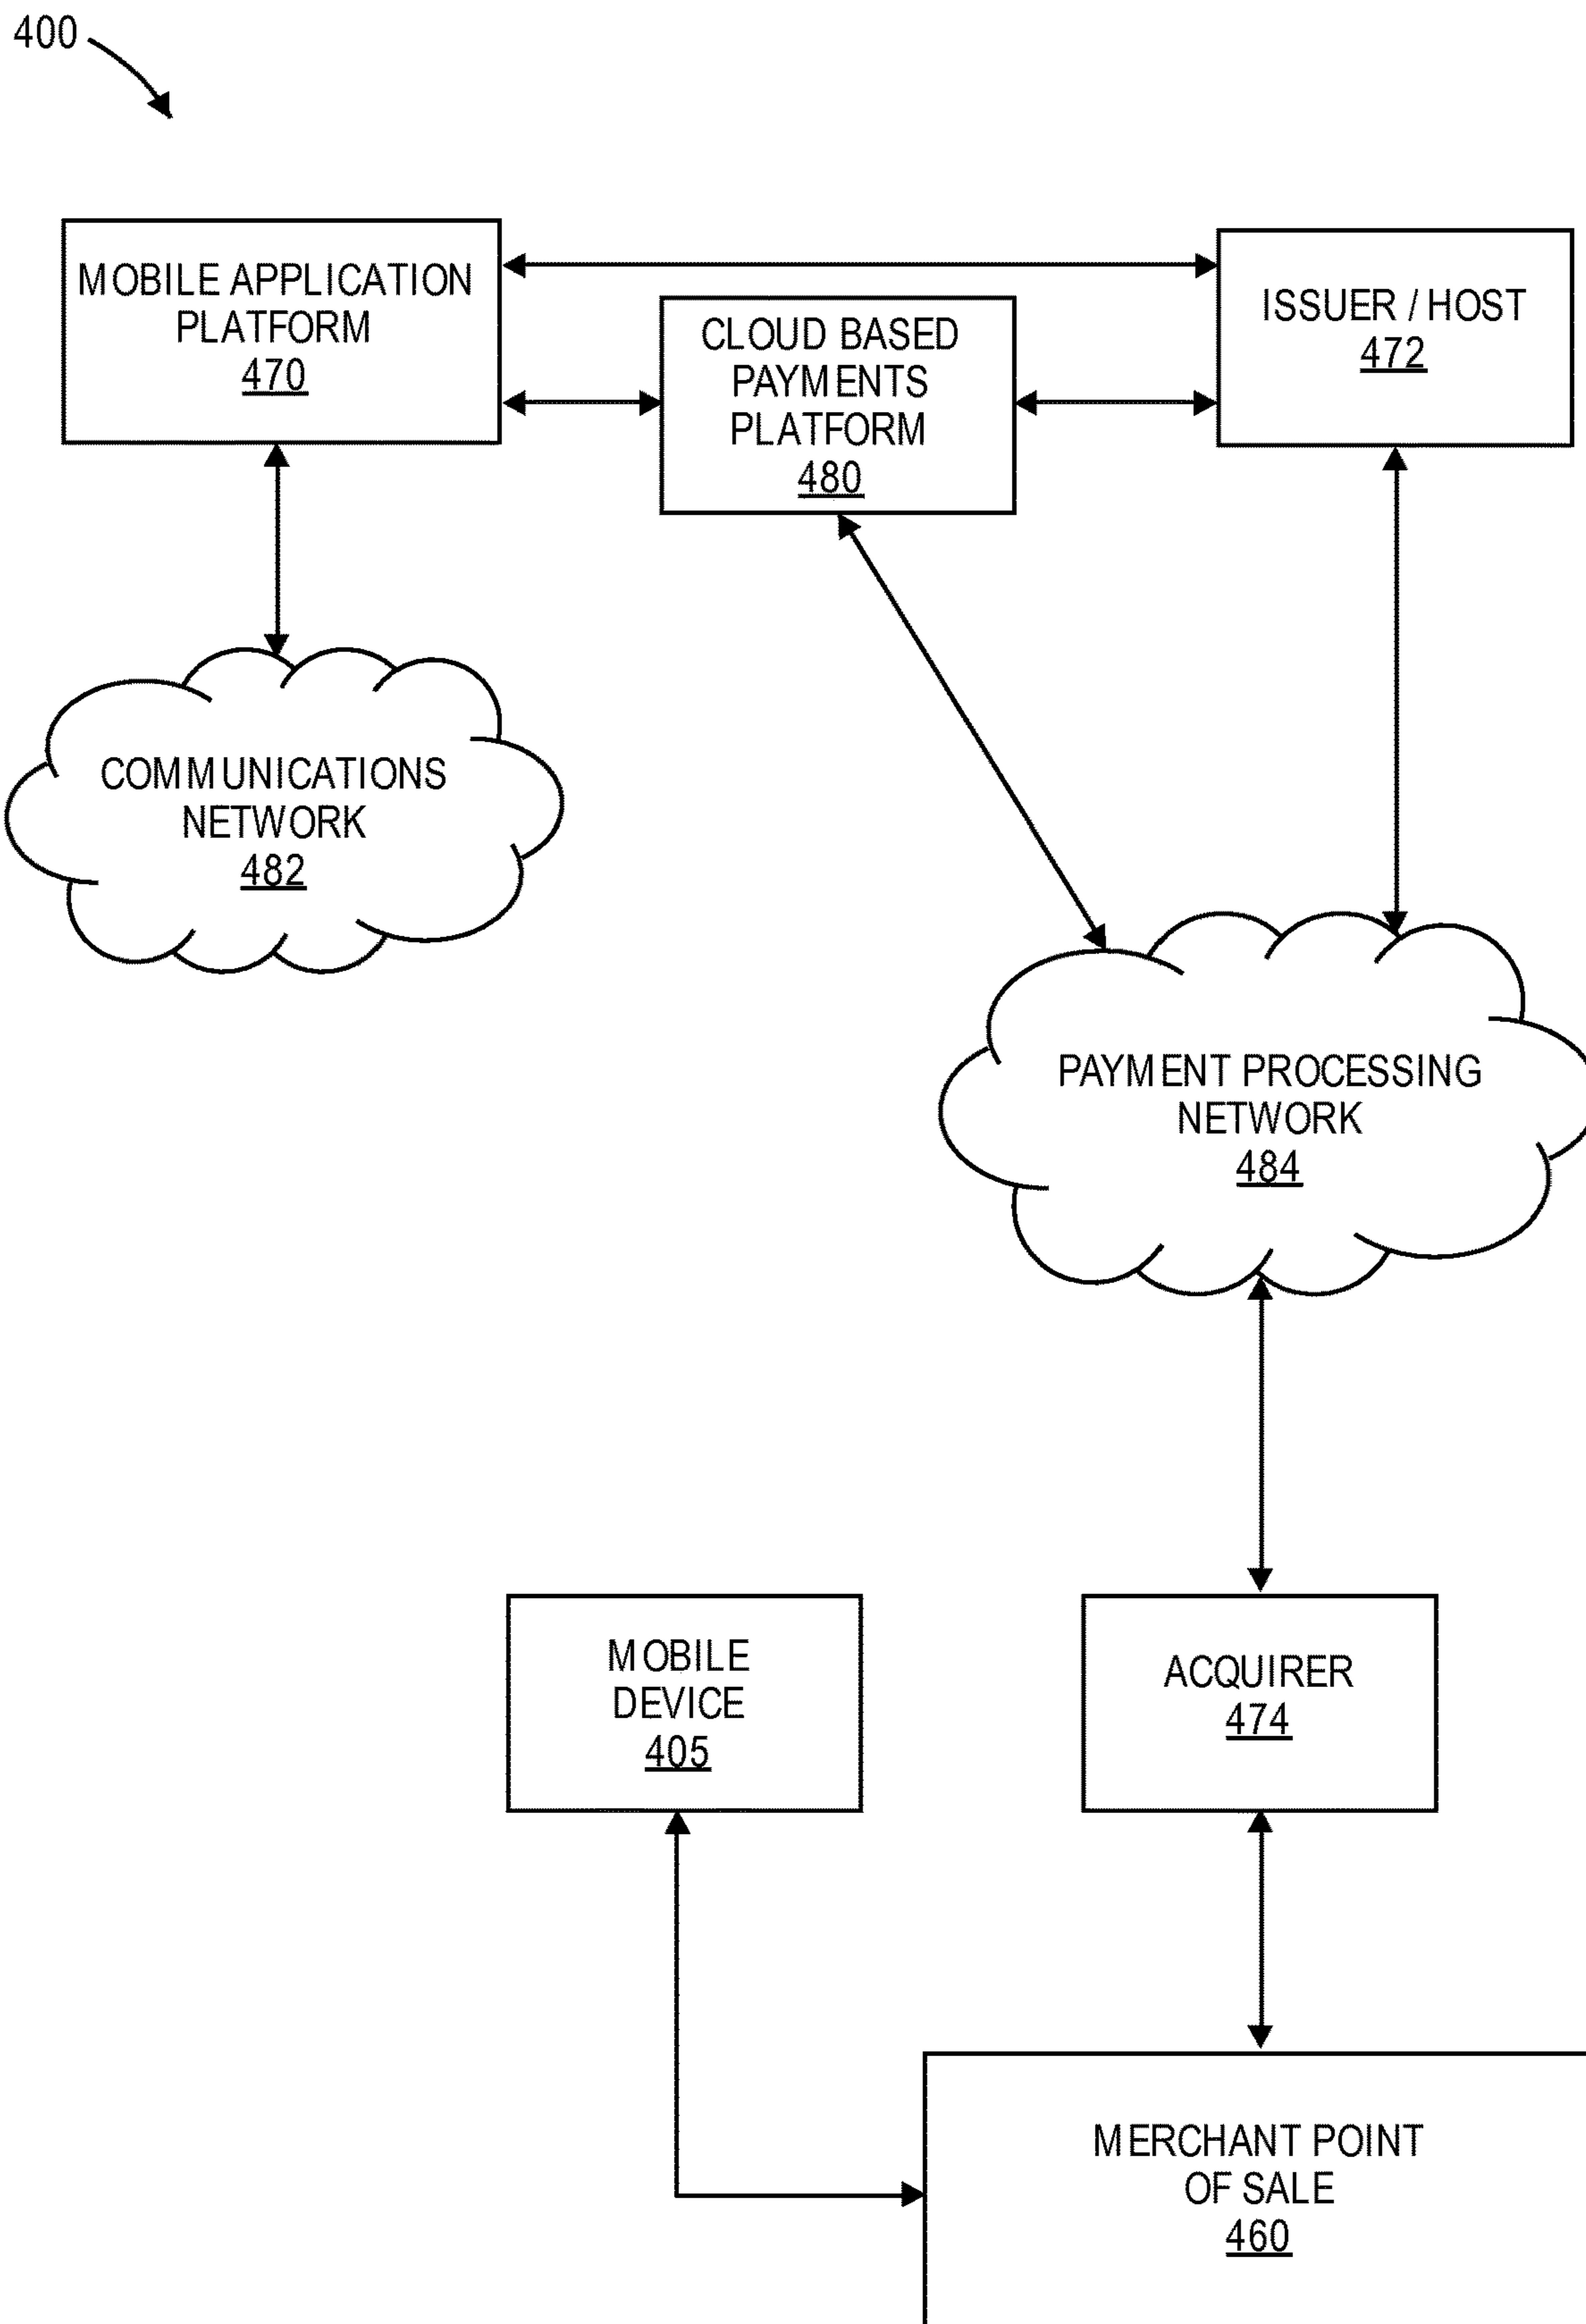 400
MOBILE APPLICATION
PLATFORM
470
CLOUD BASED
PAYMENTS
PLATFORM
480
ISSUER / HOST
472
COMMUNICATIONS
NETWORK
482
PAYMENT PROCESSING
NETWORK
484
MOBILE
DEVICE
405
ACQUIRER
474
MERCHANT POINT
OF SALE
460